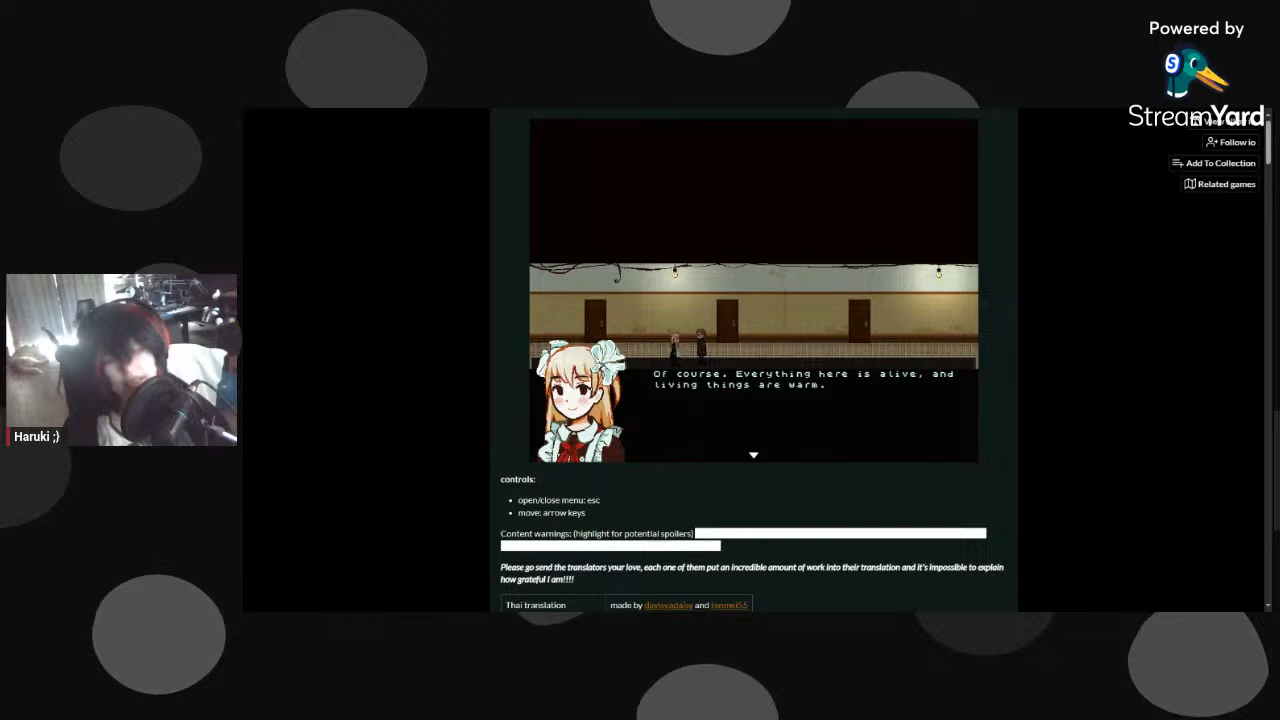 Powered by
StreamYard
Follow io
Add To Collection
Related games
Of course. Everything here is alive, and
living things are warm.
Haruki ;}
controls:
open/close menu: esc
move: arrow keys
Content warnings: (highlight for potential spoilers)
Please go send the translators your love, each one of them put an incredible amount of work into their translation and it's impossible to explain
how grateful I am!!!!
Thai translation
made by davisyadaisy and